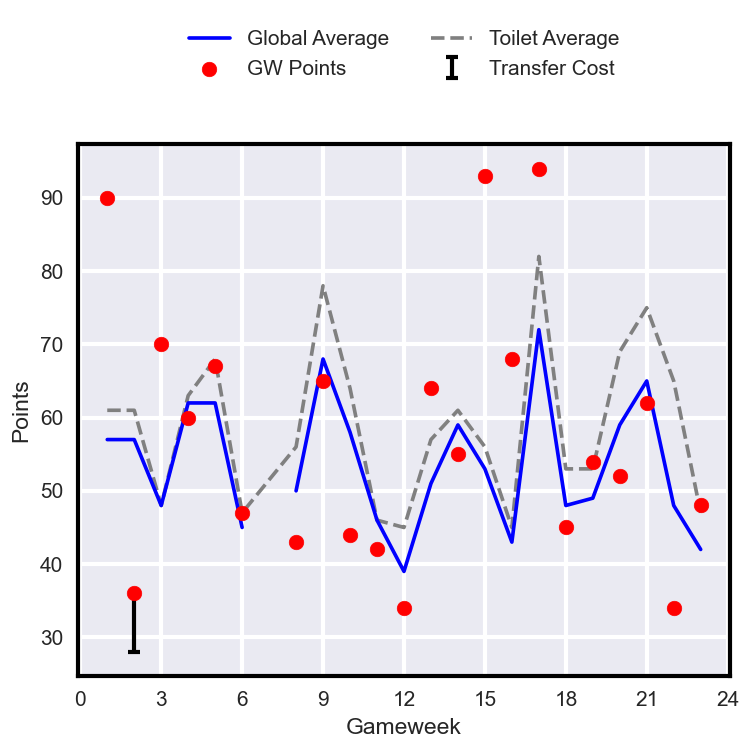 Global Average
GW Points
Toilet Average
Transfer Cost
Points
90
80
70
60
50
40
30
0 3 6 9 12 15 18 21 24
Gameweek